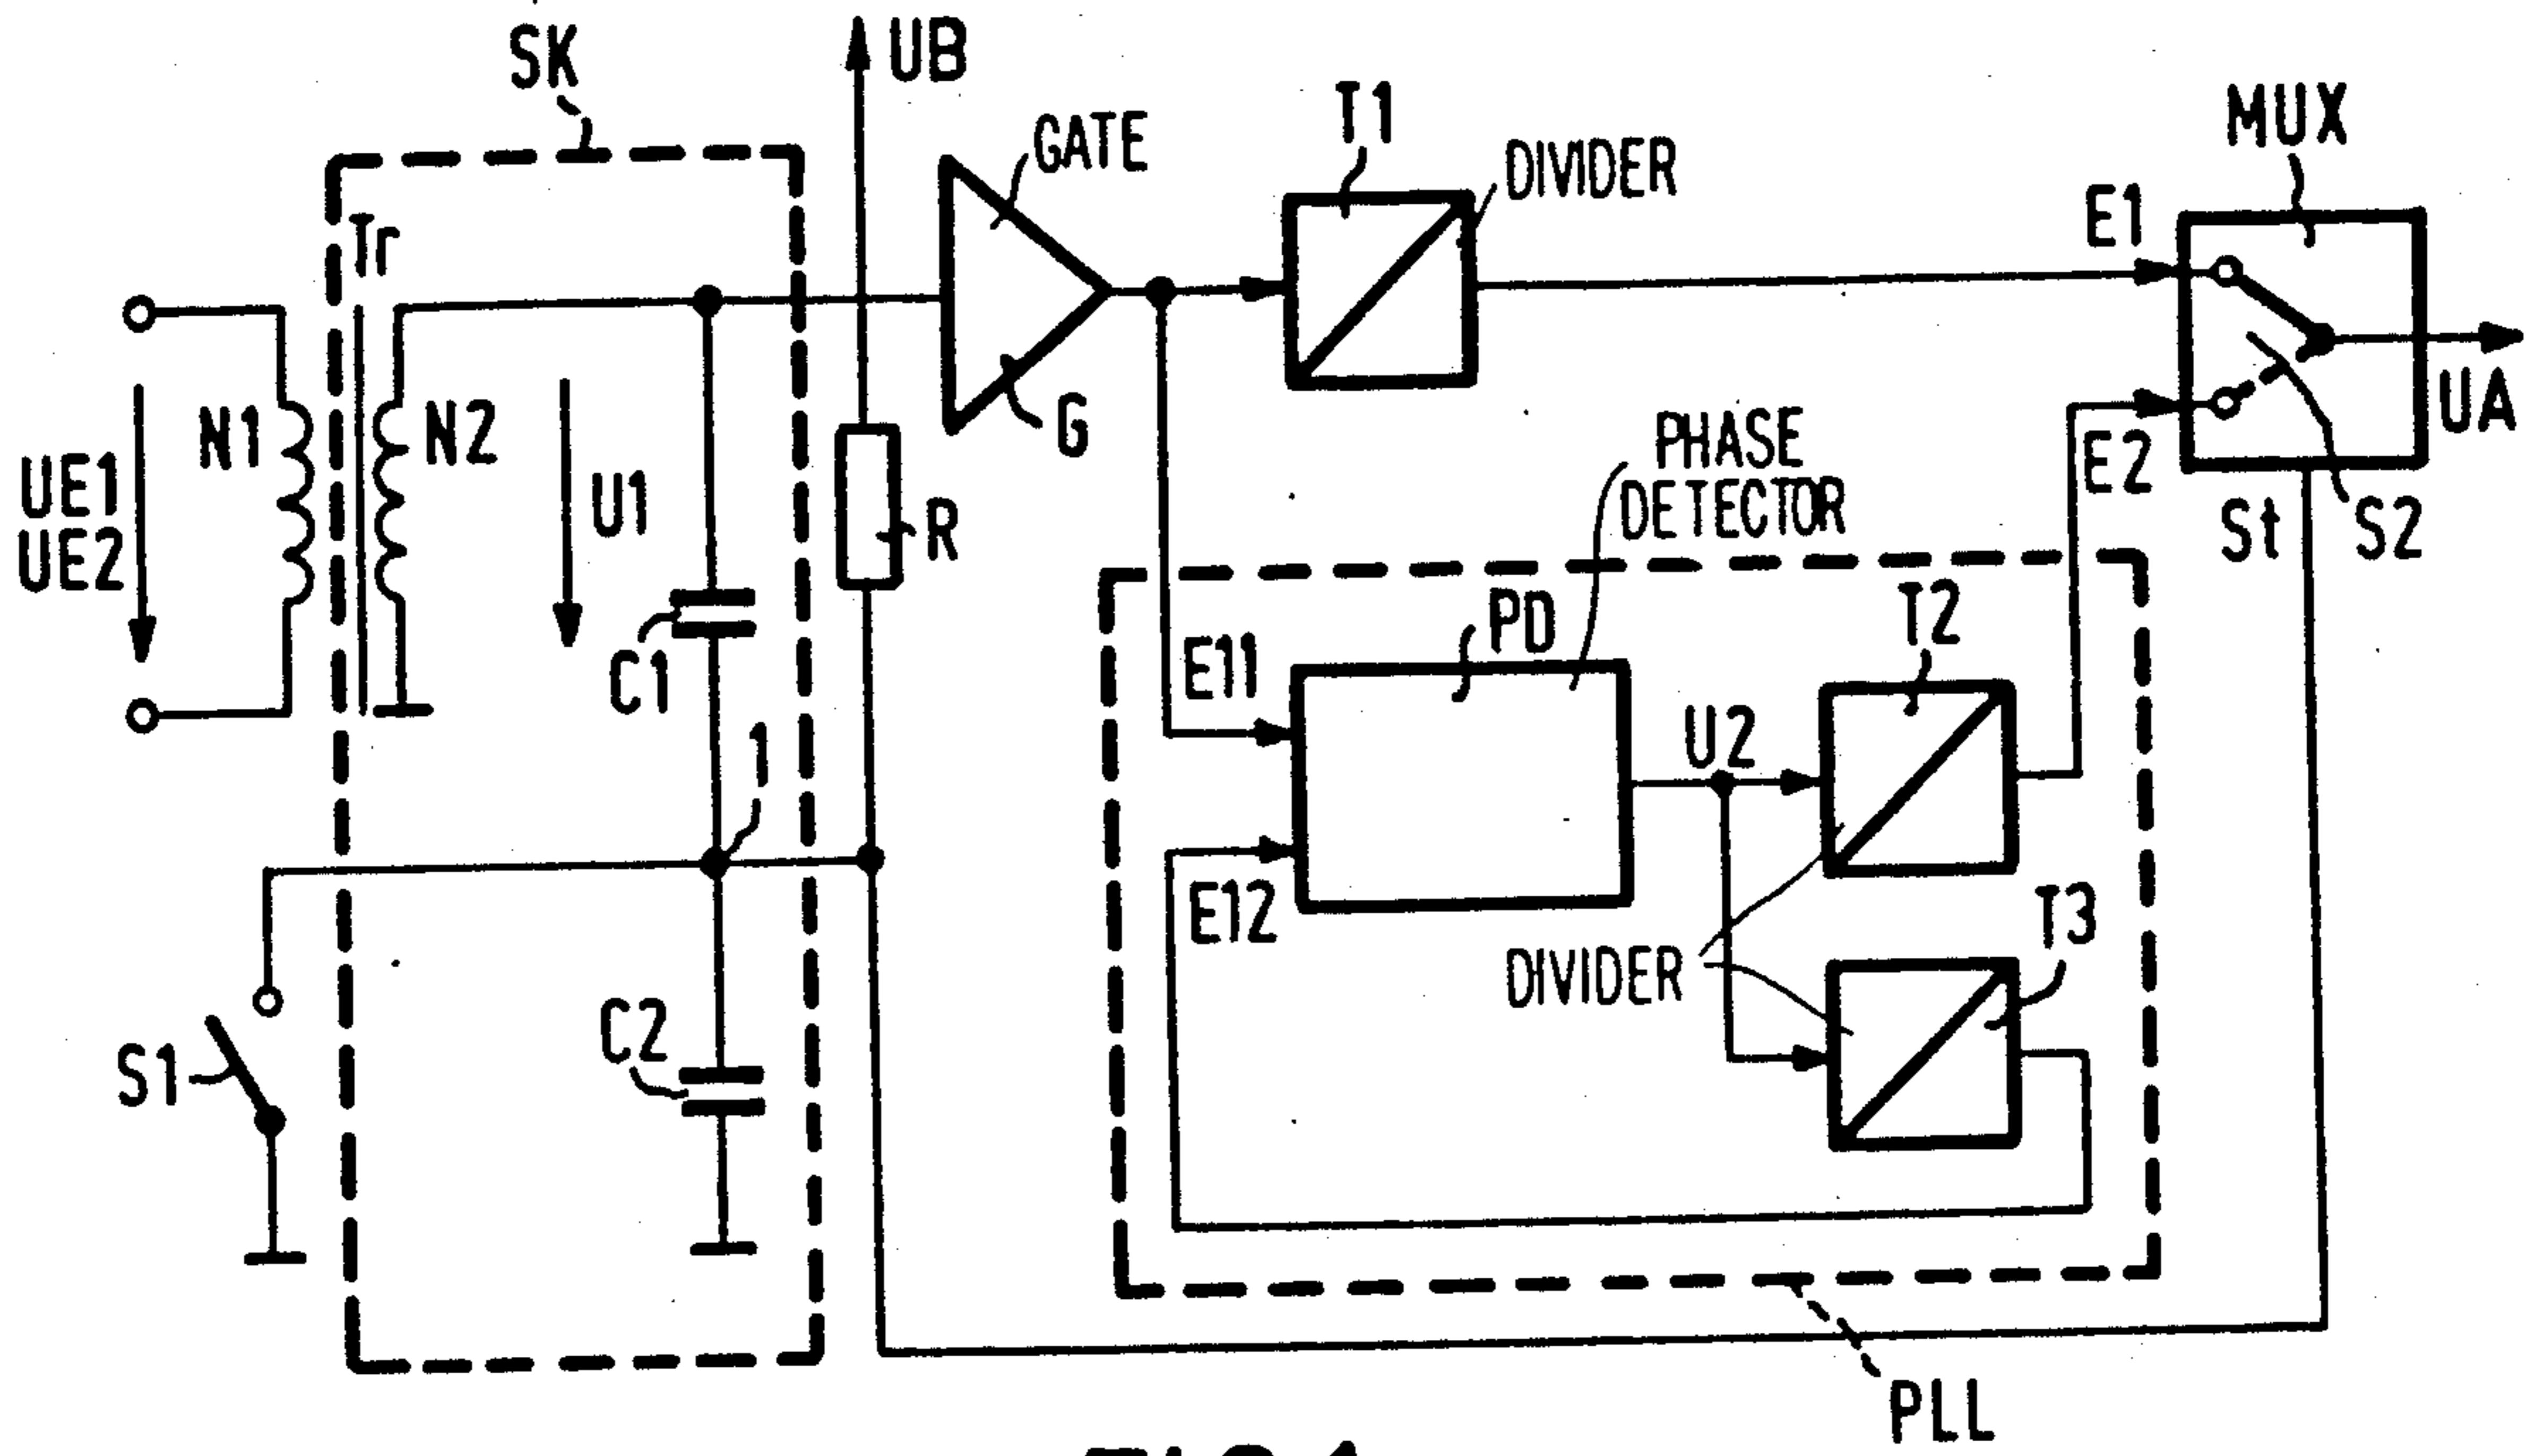 SK
UB
GATE
T1
DIVIDER
MUX
E1
Tr
N1
N2
UE1
UE2
U1
G
R
C1
PHASE
DETECTOR
E2
UA
St
S2
E11
PD
T2
U2
1
E12
DIVIDER
T3
S1
C2
PLL